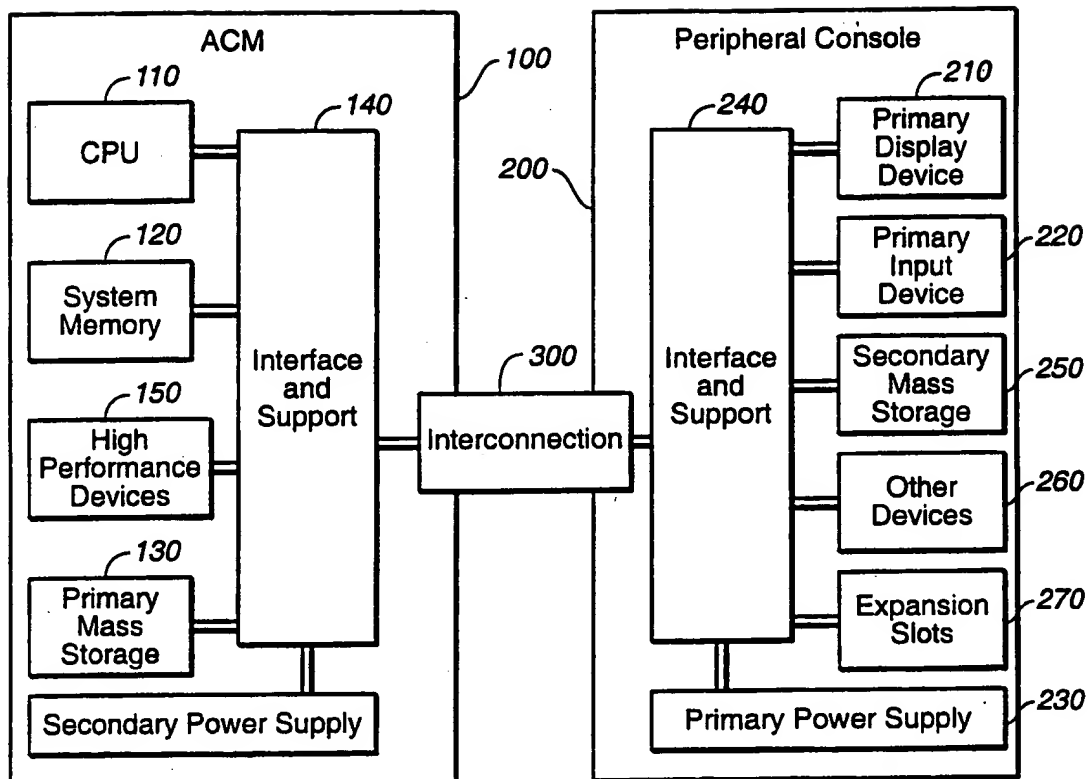 ACM
100
110
CPU
140
120
System
Memory
150
High
Performance
Devices
130
Primary
Mass
Storage
Interface
and
Support
Secondary Power Supply
300
Interconnection
Peripheral Console
200
240
Interface
and
Support
210
Primary
Display
Device
Primary
Input
Device
220
Secondary
Mass
Storage
250
Other
Devices
260
Expansion
Slots
270
Primary Power Supply
230